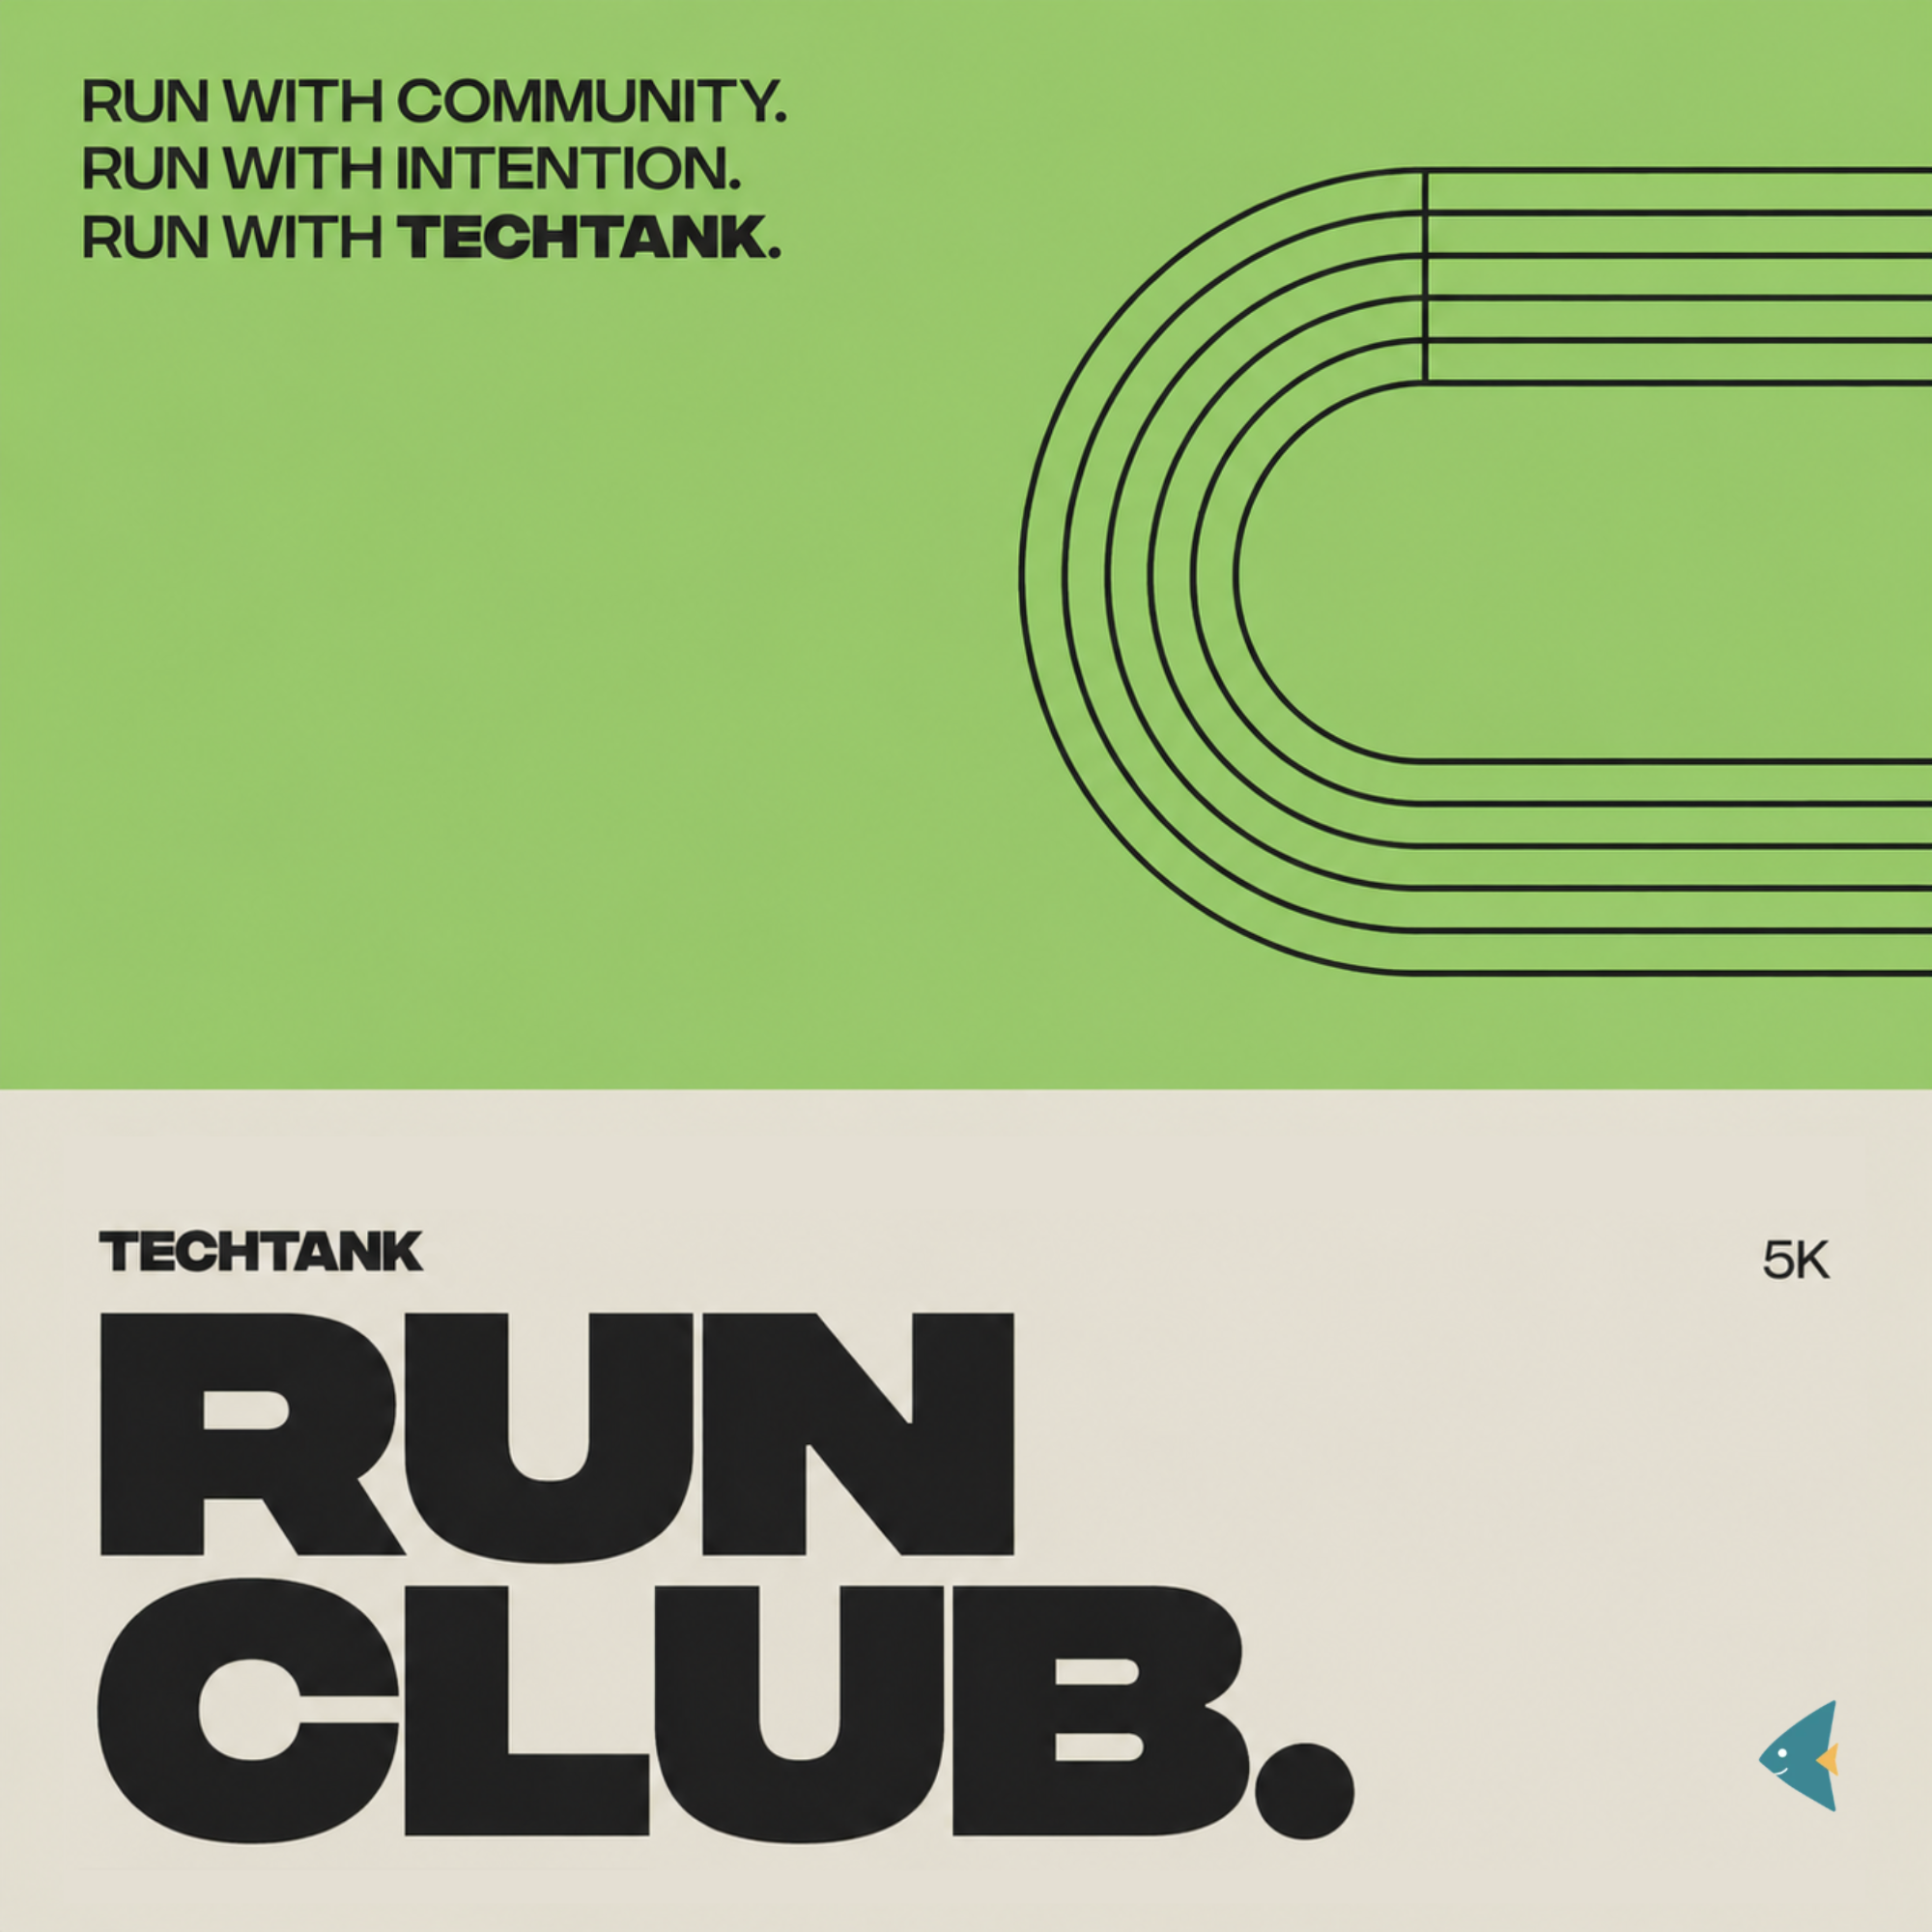 RUN WITH COMMUNITY.
RUN WITH INTENTION.
RUN WITH TECHTANK.
TECHTANK
5K
RUN
CLUB.